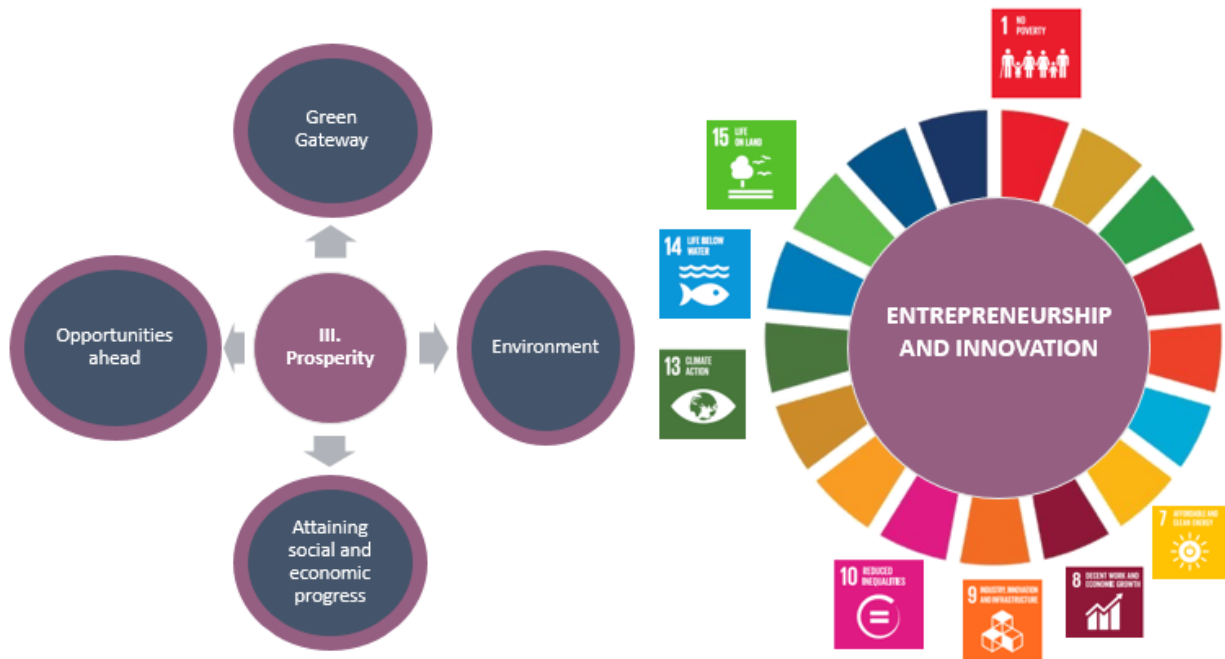 Green
Gateway
Opportunities
ahead
III.
Prosperity
Environment
Attaining
social and
economic
progress
1 NO
POVERTY
15 LIFE
ON LAND
14 LIFE BELOW
WATER
13 CLIMATE
ACTION
ENTREPRENEURSHIP
AND INNOVATION
7 AFFORDABLE AND
CLEAN ENERGY
8 DECENT WORK AND
ECONOMIC GROWTH
9 INDUSTRY, INNOVATION
AND INFRASTRUCTURE
10 REDUCED
INEQUALITIES